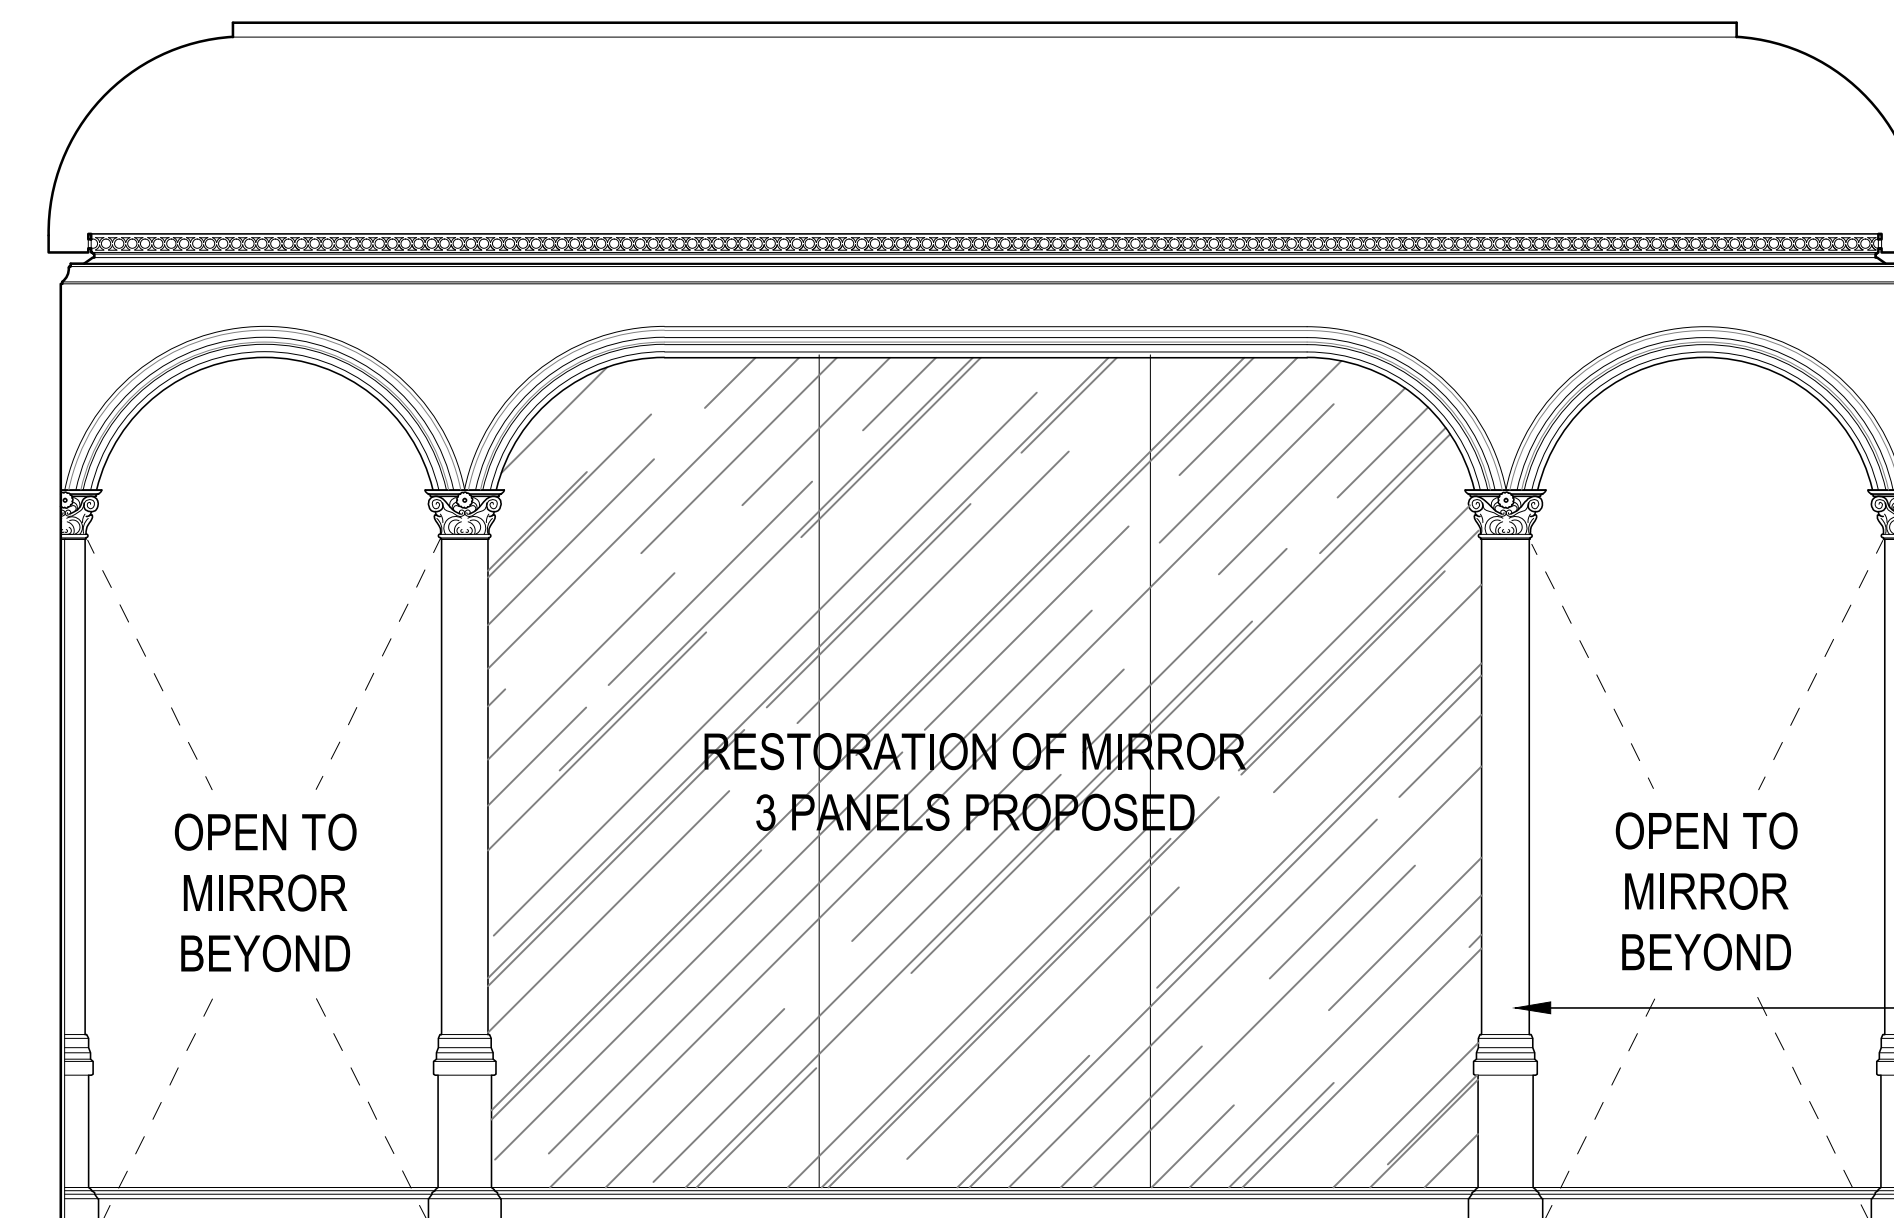 OPEN TO
MIRROR
BEYOND
RESTORATION OF MIRROR
3 PANELS PROPOSED
OPEN TO
MIRROR
BEYOND